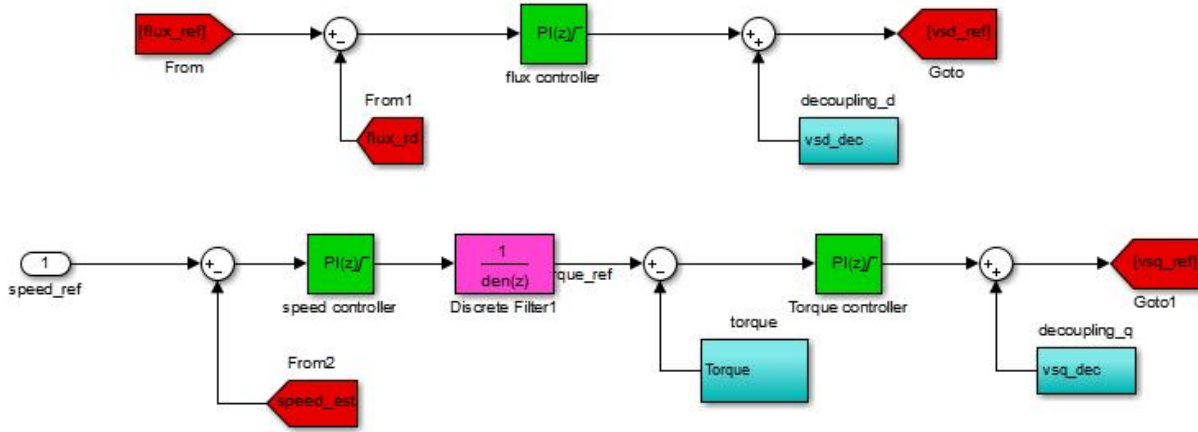 [flux_ref]
From
+
-
PI(z)
flux controller
+
+
[vsd_ref]
Goto
From1
flux_rd
decoupling_d
vsd_dec
1
speed_ref
+
-
PI(z)
speed controller
1
den(z)
Discrete Filter1
rque_ref
+
-
PI(z)
Torque controller
+
+
[vsq_ref]
Goto1
From2
speed_est
torque
Torque
decoupling_q
vsq_dec